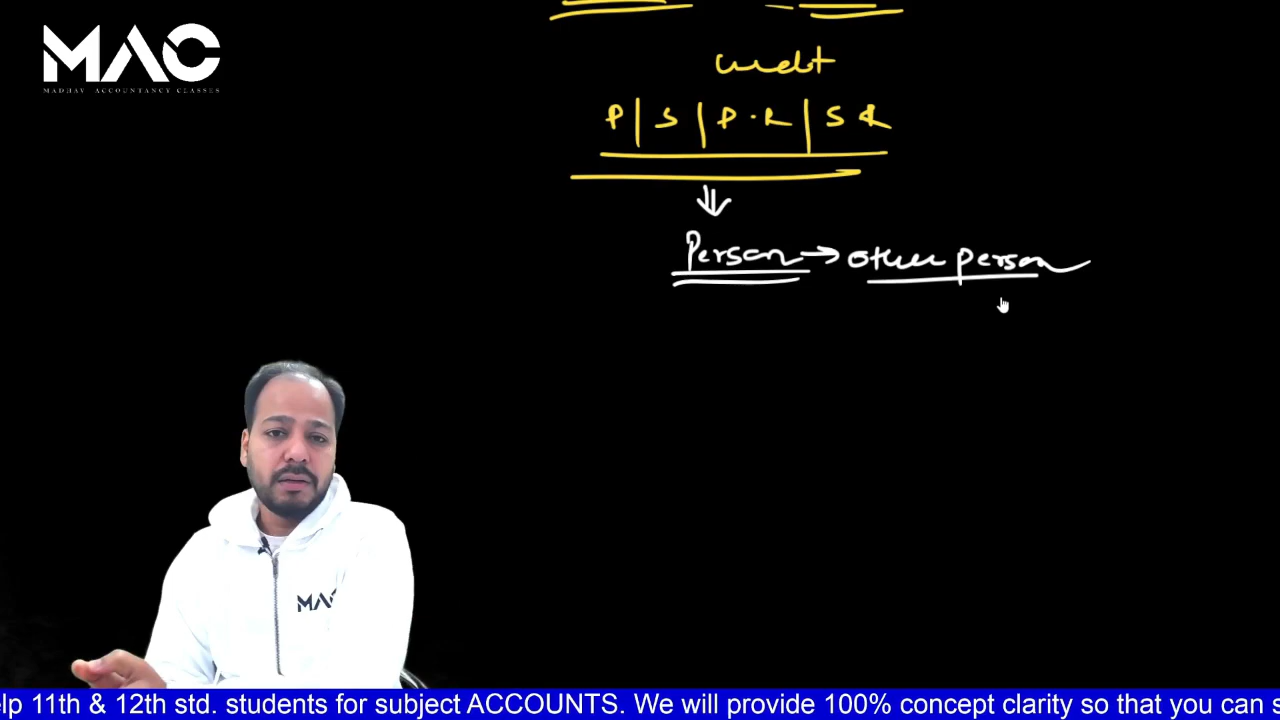 MAC
MADHAV ACCOUNTANCY CLASSES
credit
P | S | P.R | S R
Person → other person
MAC
elp 11th & 12th std. students for subject ACCOUNTS. We will provide 100% concept clarity so that you can s